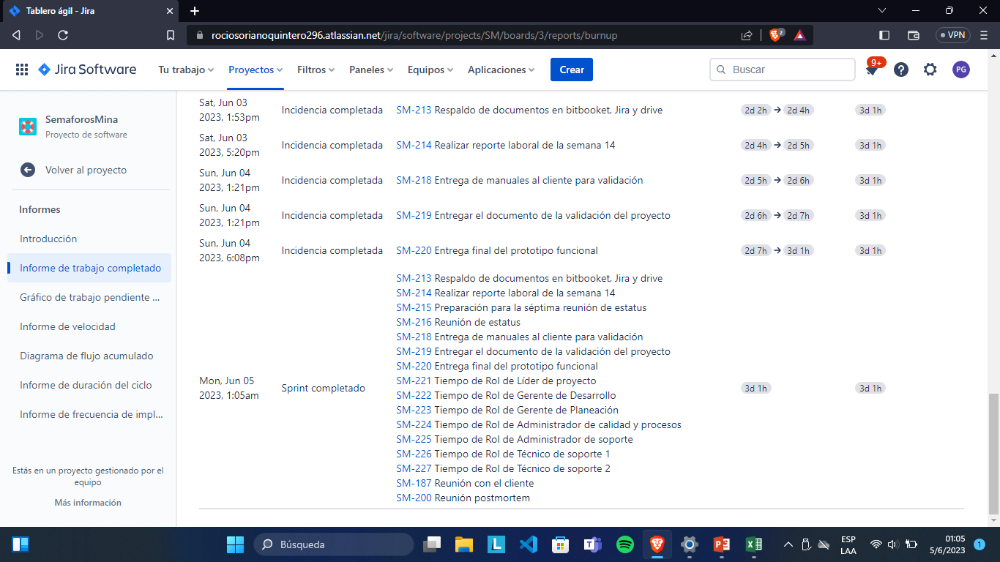 Tablero ágil - Jira
rociosorianoquintero296.atlassian.net/jira/software/projects/SM/boards/3/reports/burnup
2
VPN
Jira Software
Tu trabajo
Proyectos
Filtros
Paneles
Equipos
Aplicaciones
Crear
Buscar
9+
PG
SemaforosMina
Proyecto de software
Volver al proyecto
Informes
Introducción
Informe de trabajo completado
Gráfico de trabajo pendiente ...
Informe de velocidad
Diagrama de flujo acumulado
Informe de duración del ciclo
Informe de frecuencia de impl...
Estás en un proyecto gestionado por el
equipo
Más información
Sat, Jun 03
2023, 1:53pm
Incidencia completada
SM-213 Respaldo de documentos en bitbooket, Jira y drive
2d 2h → 2d 4h
3d 1h
Sat, Jun 03
2023, 5:20pm
Incidencia completada
SM-214 Realizar reporte laboral de la semana 14
2d 4h → 2d 5h
3d 1h
Sun, Jun 04
2023, 1:21pm
Incidencia completada
SM-218 Entrega de manuales al cliente para validación
2d 5h → 2d 6h
3d 1h
Sun, Jun 04
2023, 1:21pm
Incidencia completada
SM-219 Entregar el documento de la validación del proyecto
2d 6h → 2d 7h
3d 1h
Sun, Jun 04
2023, 6:08pm
Incidencia completada
SM-220 Entrega final del prototipo funcional
2d 7h → 3d 1h
3d 1h
Mon, Jun 05
2023, 1:05am
Sprint completado
SM-213 Respaldo de documentos en bitbooket, Jira y drive
SM-214 Realizar reporte laboral de la semana 14
SM-215 Preparación para la séptima reunión de estatus
SM-216 Reunión de estatus
SM-218 Entrega de manuales al cliente para validación
SM-219 Entregar el documento de la validación del proyecto
SM-220 Entrega final del prototipo funcional
SM-221 Tiempo de Rol de Líder de proyecto
SM-222 Tiempo de Rol de Gerente de Desarrollo
SM-223 Tiempo de Rol de Gerente de Planeación
SM-224 Tiempo de Rol de Administrador de calidad y procesos
SM-225 Tiempo de Rol de Administrador de soporte
SM-226 Tiempo de Rol de Técnico de soporte 1
SM-227 Tiempo de Rol de Técnico de soporte 2
SM-187 Reunión con el cliente
SM-200 Reunión postmortem
3d 1h
3d 1h
Búsqueda
ESP
LAA
01:05
5/6/2023
1